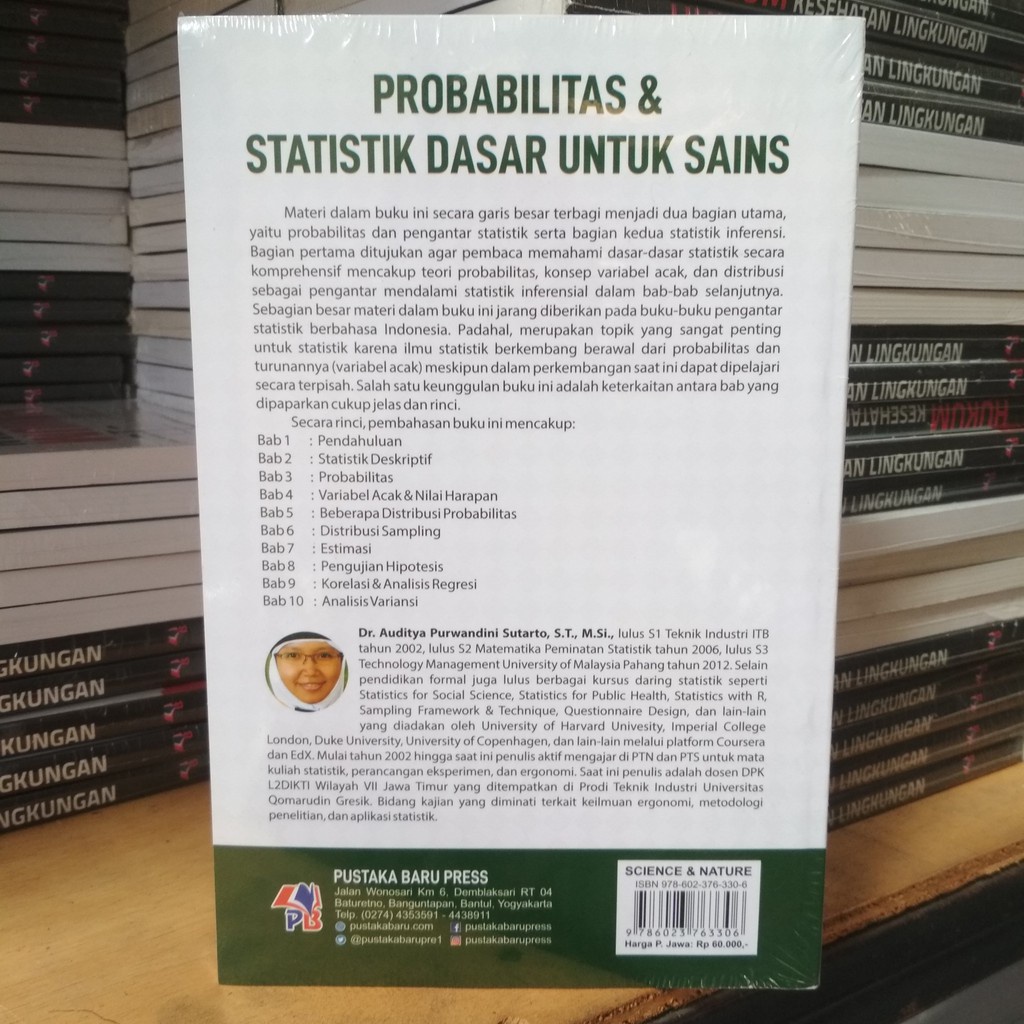 PROBABILITAS &
STATISTIK DASAR UNTUK SAINS
Materi dalam buku ini secara garis besar terbagi menjadi dua bagian utama,
yaitu probabilitas dan pengantar statistik serta bagian kedua statistik inferensi.
Bagian pertama ditujukan agar pembaca memahami dasar-dasar statistik secara
komprehensif mencakup teori probabilitas, konsep variabel acak, dan distribusi
sebagai pengantar mendalami statistik inferensial dalam bab-bab selanjutnya.
Sebagian besar materi dalam buku ini jarang diberikan pada buku-buku pengantar
statistik berbahasa Indonesia. Padahal, merupakan topik yang sangat penting
untuk statistik karena ilmu statistik berkembang berawal dari probabilitas dan
turunannya (variabel acak) meskipun dalam perkembangan saat ini dapat dipelajari
secara terpisah. Salah satu keunggulan buku ini adalah keterkaitan antara bab yang
dipaparkan cukup jelas dan rinci.
Secara rinci, pembahasan buku ini mencakup:
Bab 1 : Pendahuluan
Bab 2 : Statistik Deskriptif
Bab 3 : Probabilitas
Bab 4 : Variabel Acak & Nilai Harapan
Bab 5 : Beberapa Distribusi Probabilitas
Bab 6 : Distribusi Sampling
Bab 7 : Estimasi
Bab 8 : Pengujian Hipotesis
Bab 9 : Korelasi & Analisis Regresi
Bab 10 : Analisis Variansi
Dr. Auditya Purwandini Sutarto, S.T., M.Si., lulus S1 Teknik Industri ITB
tahun 2002, lulus S2 Matematika Peminatan Statistik tahun 2006, lulus S3
Technology Management University of Malaysia Pahang tahun 2012. Selain
pendidikan formal juga lulus berbagai kursus daring statistik seperti
Statistics for Social Science, Statistics for Public Health, Statistics with R,
Sampling Framework & Technique, Questionnaire Design, dan lain-lain
yang diadakan oleh University of Harvard Univesity, Imperial College
London, Duke University, University of Copenhagen, dan lain-lain melalui platform Coursera
dan EdX. Mulai tahun 2002 hingga saat ini penulis aktif mengajar di PTN dan PTS untuk mata
kuliah statistik, perancangan eksperimen, dan ergonomi. Saat ini penulis adalah dosen DPK
L2DIKTI Wilayah VII Jawa Timur yang ditempatkan di Prodi Teknik Industri Universitas
Qomarudin Gresik. Bidang kajian yang diminati terkait keilmuan ergonomi, metodologi
penelitian, dan aplikasi statistik.
PUSTAKA BARU PRESS
Jalan Wonosari Km 6, Demblaksari RT 04
Baturetno, Banguntapan, Bantul, Yogyakarta
Telp. (0274) 4353591 - 4438911
pustakabaru.com pustakabarupress
@pustakabarupre1 pustakabarupress
PB
SCIENCE & NATURE
ISBN 978-602-376-330-6
9 786023 763306
Harga P. Jawa: Rp 60.000,-
KESEHATAN LINGKUNGAN
LINGKUNGAN
AN LINGKUNGAN
AN LINGKUNGAN
AN LINGKUNGAN
N LINGKUNGAN
LINGKUNGAN
HUKUM KESEHATAN
AN LINGKUNGAN
LINGKUNGAN
AN LINGKUNGAN
LINGKUNGAN
LINGKUNGAN
LINGKUNGAN
LINGKUNGAN
GKUNGAN
NGKUNGAN
GKUNGAN
NGKUNGAN
NGKUNGAN